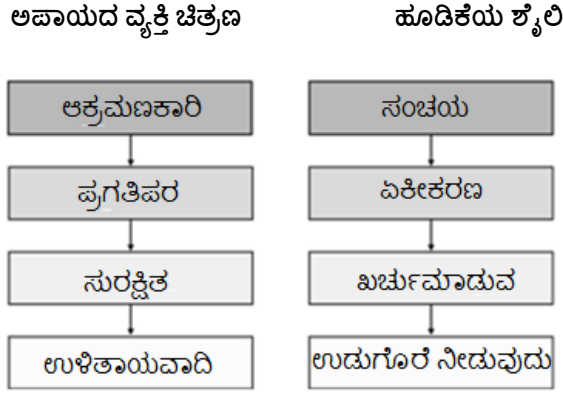 ಅಪಾಯದ ವ್ಯಕ್ತಿ ಚಿತ್ರಣ
ಆಕ್ರಮಣಕಾರಿ
ಪ್ರಗತಿಪರ
ಸುರಕ್ಷಿತ
ಉಳಿತಾಯವಾದಿ
ಹೂಡಿಕೆಯ ಶೈಲಿ
ಸಂಚಯ
ಏಕೀಕರಣ
ಖರ್ಚುಮಾಡುವ
ಉಡುಗೊರೆ ನೀಡುವುದು